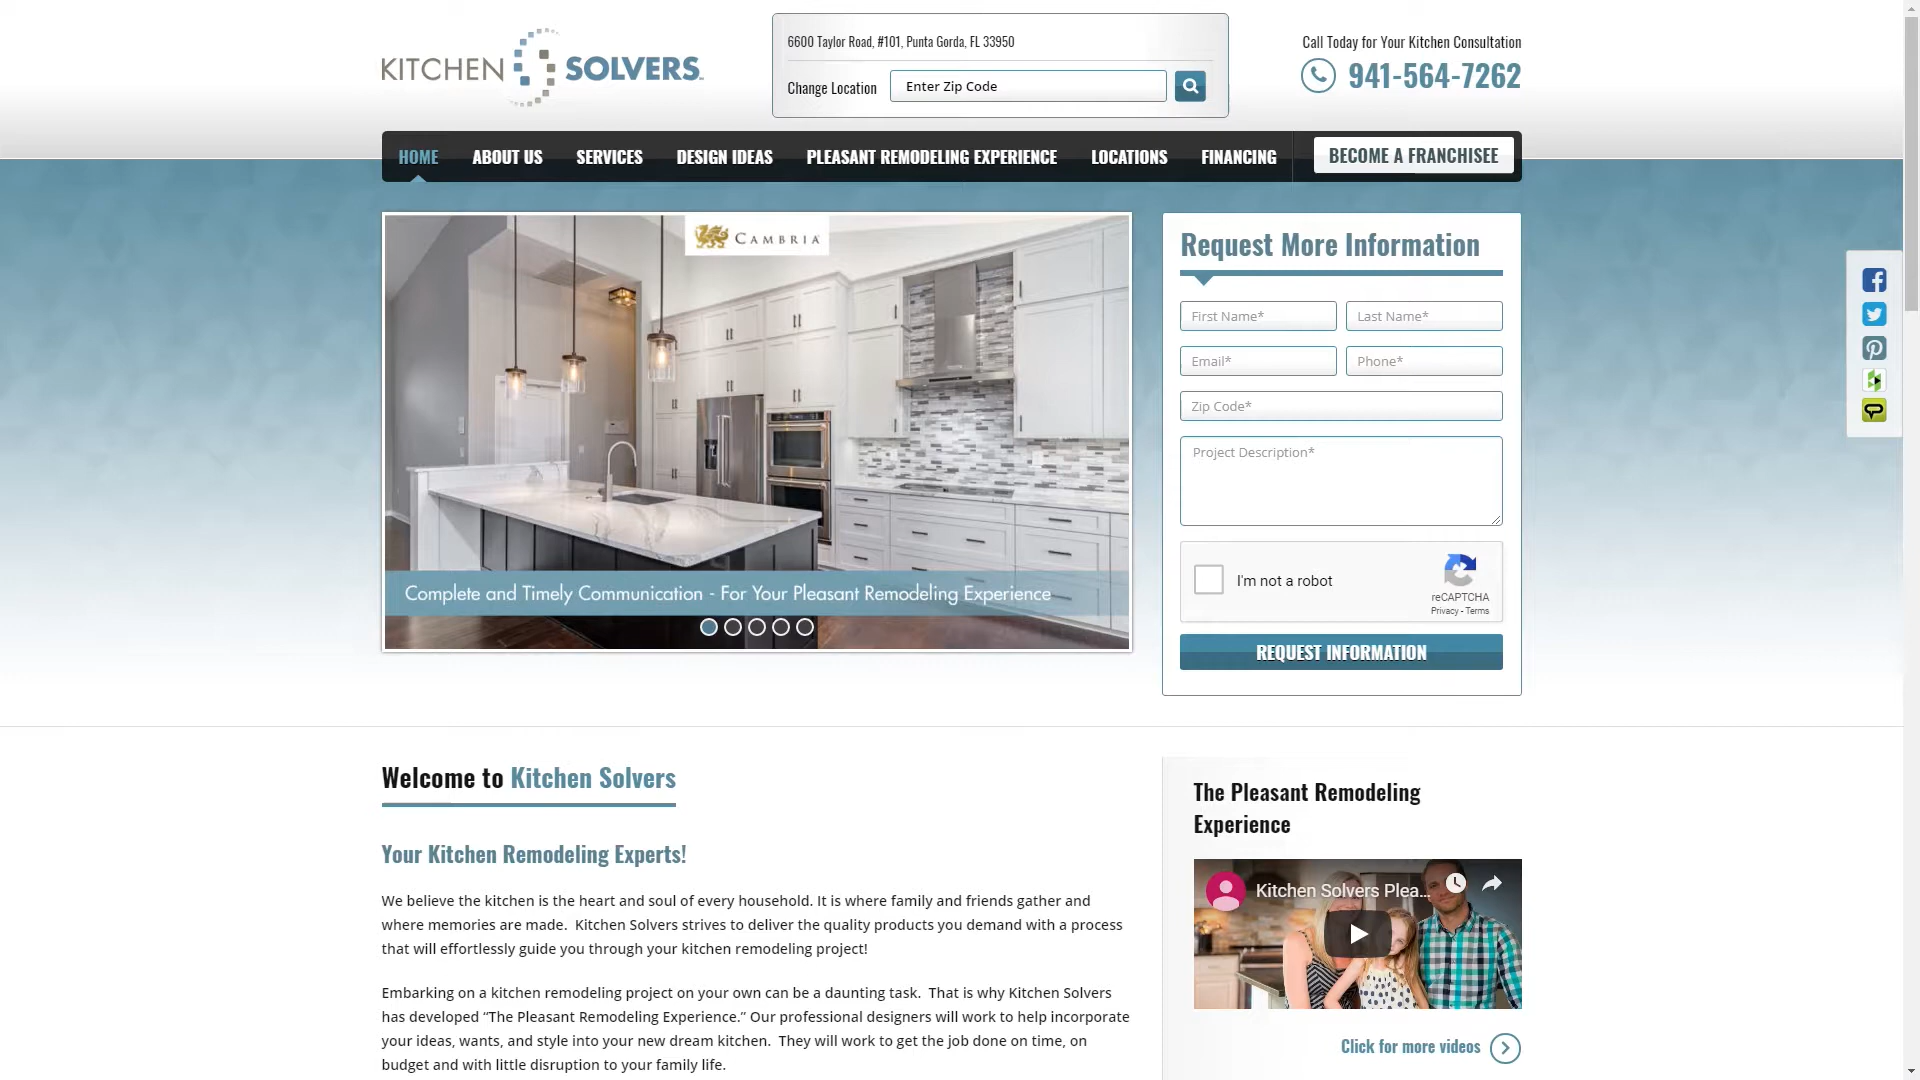 KITCHEN SOLVERS
6600 Taylor Road, #101, Punta Gorda, FL 33950
Change Location
Enter Zip Code
Call Today for Your Kitchen Consultation
941-564-7262
HOME
ABOUT US
SERVICES
DESIGN IDEAS
PLEASANT REMODELING EXPERIENCE
LOCATIONS
FINANCING
BECOME A FRANCHISEE
CAMBRIA
Complete and Timely Communication - For Your Pleasant Remodeling Experience
Request More Information
First Name*
Last Name*
Email*
Phone*
Zip Code*
Project Description*
I'm not a robot
reCAPTCHA
Privacy - Terms
REQUEST INFORMATION
Welcome to Kitchen Solvers
Your Kitchen Remodeling Experts!
We believe the kitchen is the heart and soul of every household. It is where family and friends gather and
where memories are made.  Kitchen Solvers strives to deliver the quality products you demand with a process
that will effortlessly guide you through your kitchen remodeling project!
Embarking on a kitchen remodeling project on your own can be a daunting task.  That is why Kitchen Solvers
has developed “The Pleasant Remodeling Experience.” Our professional designers will work to help incorporate
your ideas, wants, and style into your new dream kitchen.  They will work to get the job done on time, on
budget and with little disruption to your family life.
The Pleasant Remodeling
Experience
Kitchen Solvers Plea...
Click for more videos